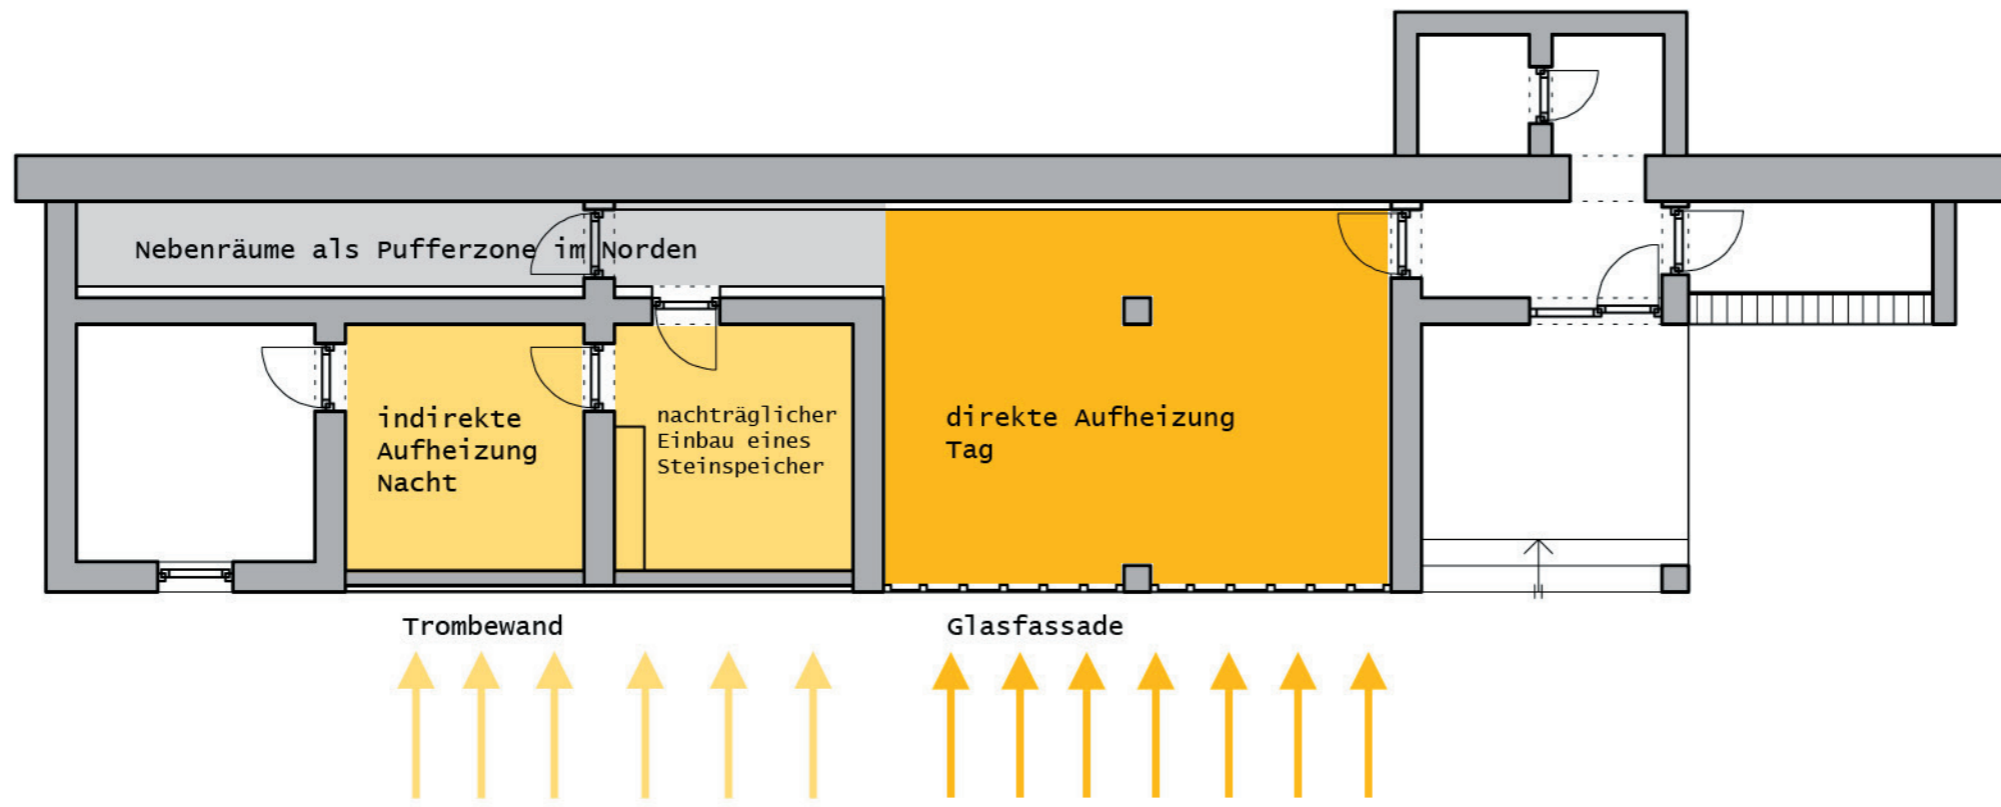 Nebenräume als Pufferzone im Norden
indirekte
Aufheizung
Nacht
nachträglicher
Einbau eines
Steinspeicher
direkte Aufheizung
Tag
Trombewand
Glasfassade